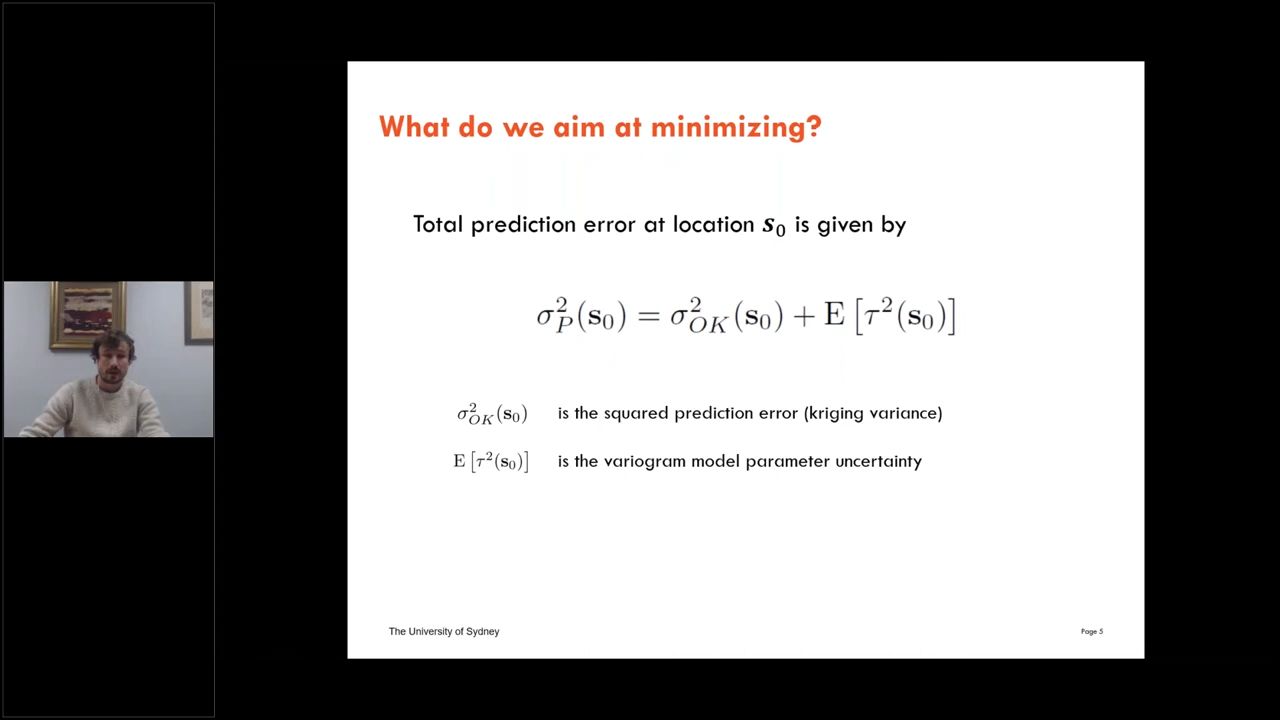 What do we aim at minimizing?
Total prediction error at location s₀ is given by
σ²_P(s₀) = σ²_OK(s₀) + E[τ²(s₀)]
σ²_OK(s₀) is the squared prediction error (kriging variance)
E[τ²(s₀)] is the variogram model parameter uncertainty
The University of Sydney
Page 5